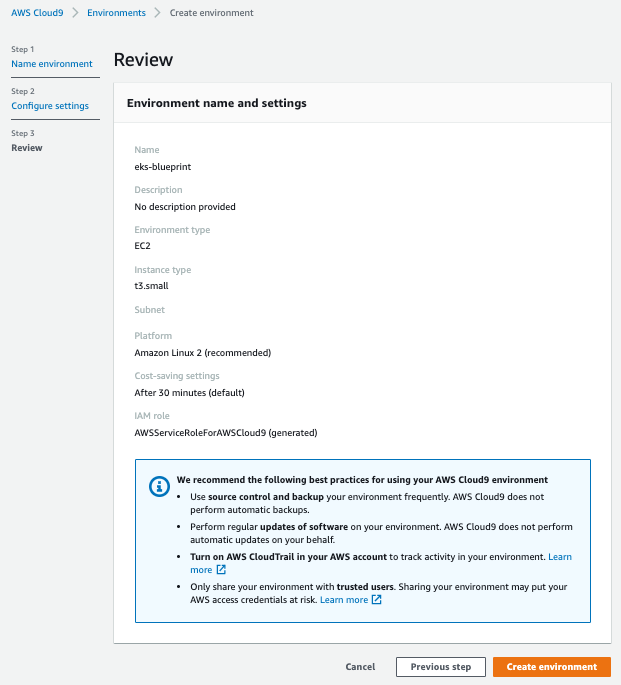 AWS Cloud9 > Environments > Create environment
Step 1
Name environment
Step 2
Configure settings
Step 3
Review
Review
Environment name and settings
Name
eks-blueprint
Description
No description provided
Environment type
EC2
Instance type
t3.small
Subnet
Platform
Amazon Linux 2 (recommended)
Cost-saving settings
After 30 minutes (default)
IAM role
AWSServiceRoleForAWSCloud9 (generated)
We recommend the following best practices for using your AWS Cloud9 environment
• Use source control and backup your environment frequently. AWS Cloud9 does not
perform automatic backups.
• Perform regular updates of software on your environment. AWS Cloud9 does not perform
automatic updates on your behalf.
• Turn on AWS CloudTrail in your AWS account to track activity in your environment. Learn
more
• Only share your environment with trusted users. Sharing your environment may put your
AWS access credentials at risk. Learn more
Cancel
Previous step
Create environment